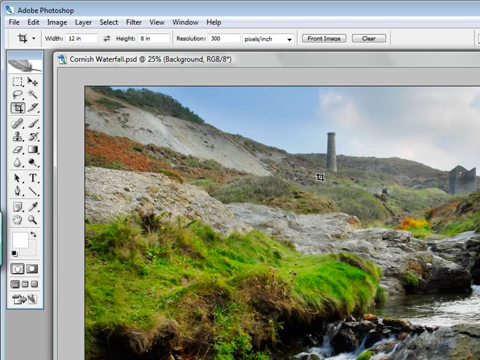 Adobe Photoshop
File Edit Image Layer Select Filter View Window Help
Width: 12 in Height: 8 in Resolution: 300 pixels/inch Front Image Clear
Cornish Waterfall.psd @ 25% (Background, RGB/8*)